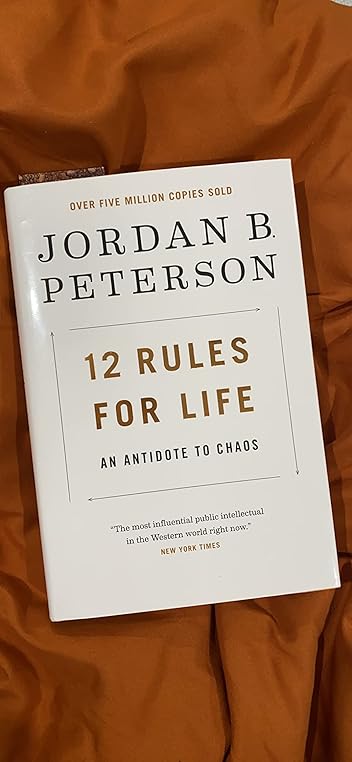 OVER FIVE MILLION COPIES SOLD
JORDAN B.
PETERSON
12 RULES
FOR LIFE
AN ANTIDOTE TO CHAOS
“The most influential public intellectual
in the Western world right now.”
NEW YORK TIMES